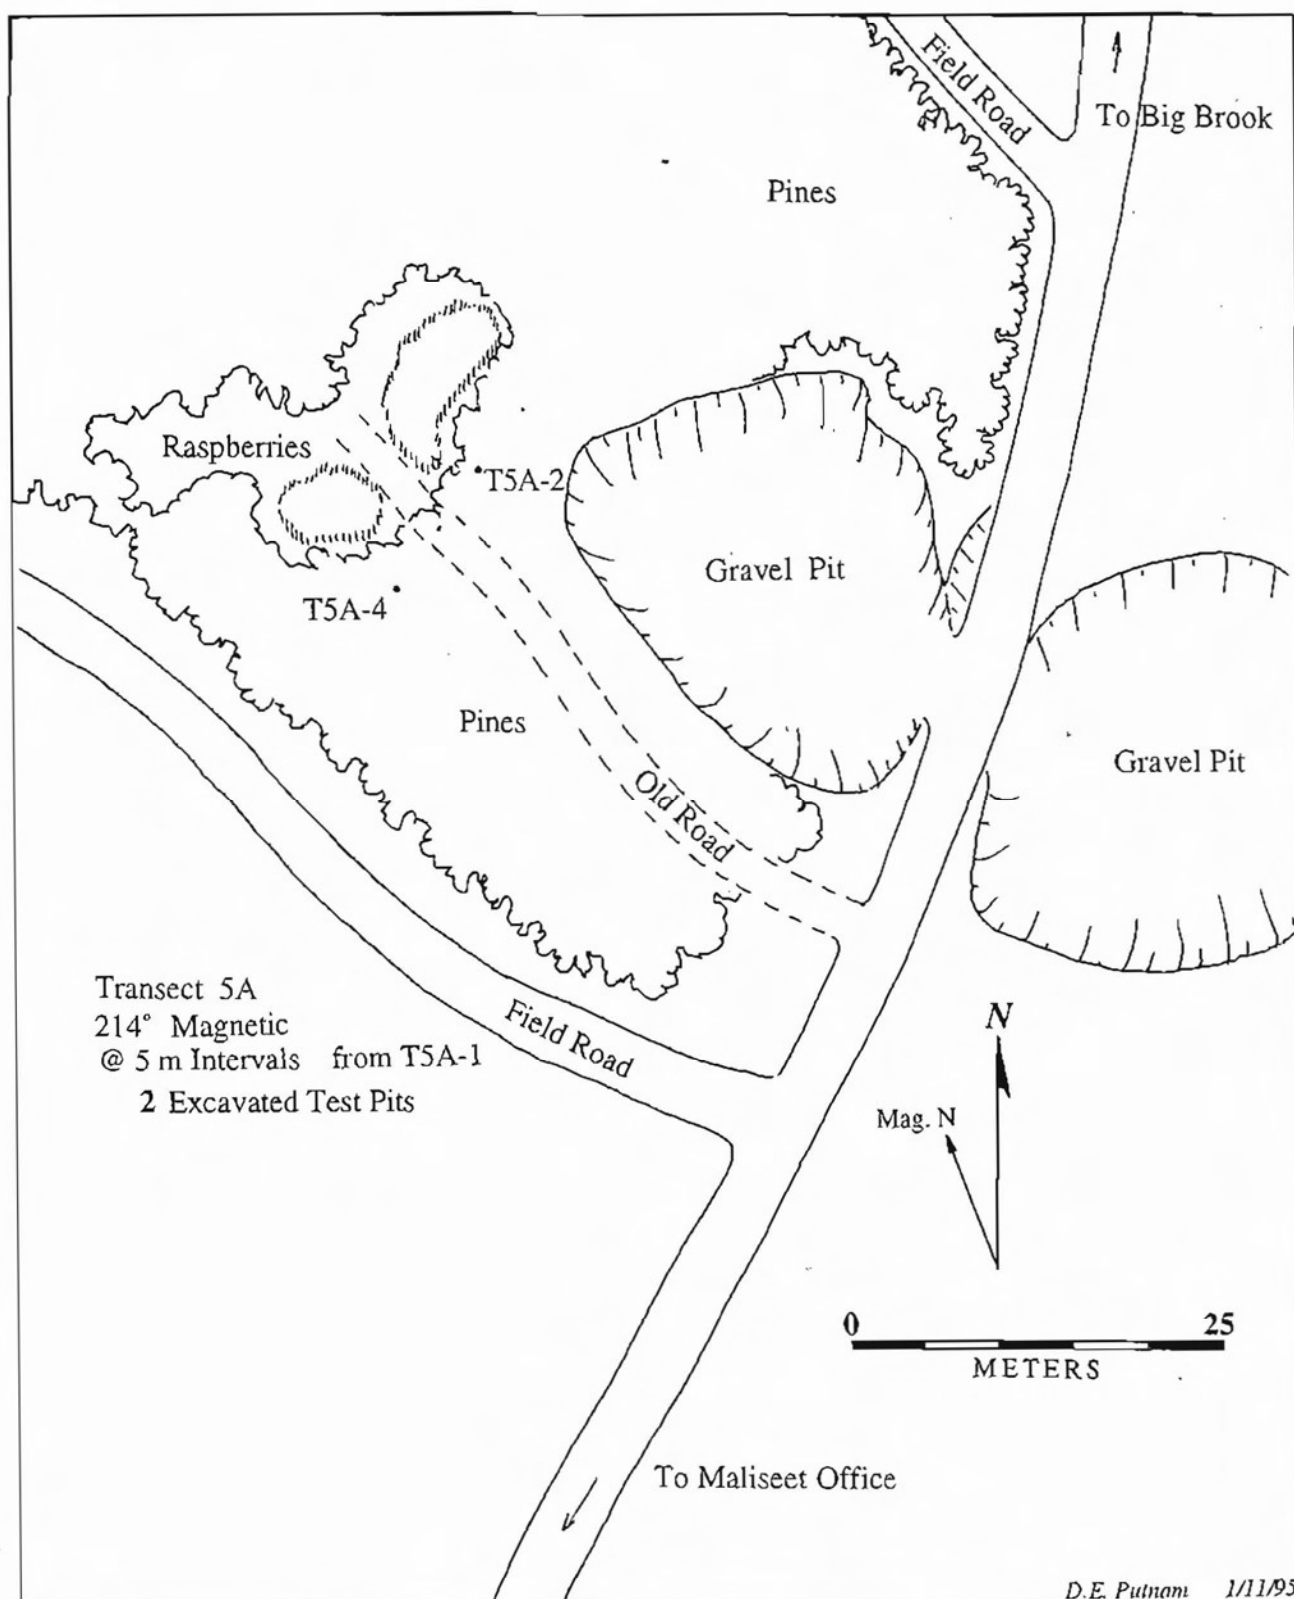 Field Road
To Big Brook
Pines
Raspberries
T5A-2
Gravel Pit
T5A-4
Pines
Gravel Pit
Old Road
Transect 5A
214° Magnetic
@ 5 m Intervals from T5A-1
2 Excavated Test Pits
Field Road
N
Mag. N
0 25
METERS
To Maliseet Office
D.E. Putnam 1/11/95